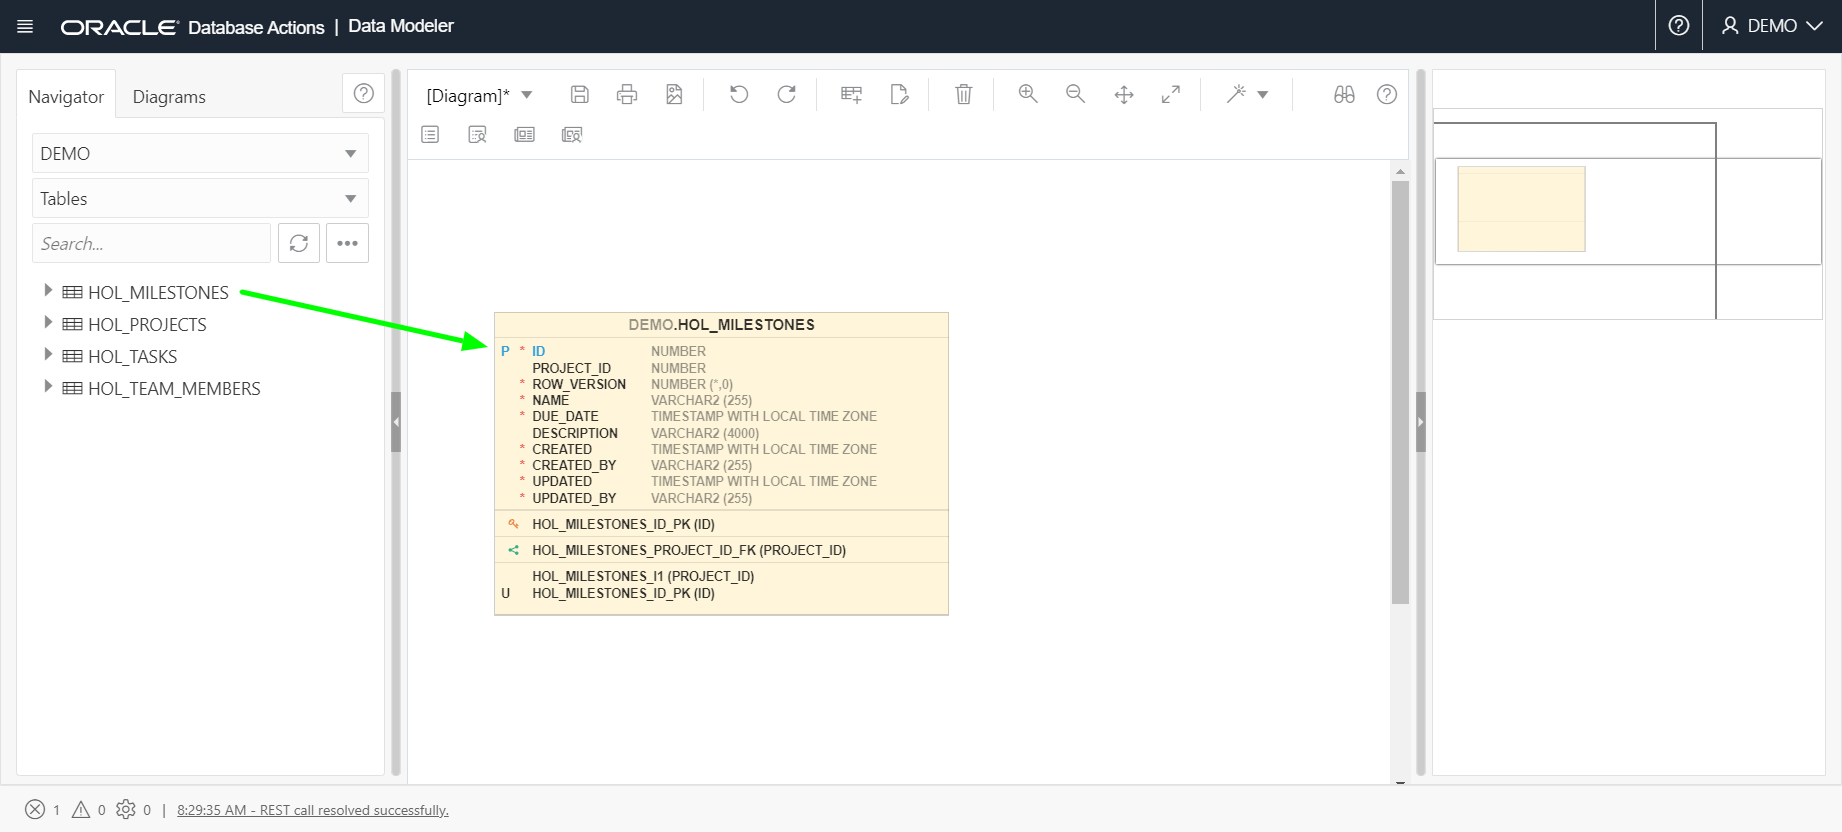 ORACLE Database Actions | Data Modeler
DEMO
Navigator
Diagrams
DEMO
Tables
Search...
HOL_MILESTONES
HOL_PROJECTS
HOL_TASKS
HOL_TEAM_MEMBERS
[Diagram]*
DEMO.HOL_MILESTONES
P * ID NUMBER
PROJECT_ID NUMBER
* ROW_VERSION NUMBER (*,0)
* NAME VARCHAR2 (255)
* DUE_DATE TIMESTAMP WITH LOCAL TIME ZONE
DESCRIPTION VARCHAR2 (4000)
* CREATED TIMESTAMP WITH LOCAL TIME ZONE
* CREATED_BY VARCHAR2 (255)
* UPDATED TIMESTAMP WITH LOCAL TIME ZONE
* UPDATED_BY VARCHAR2 (255)
HOL_MILESTONES_ID_PK (ID)
HOL_MILESTONES_PROJECT_ID_FK (PROJECT_ID)
HOL_MILESTONES_I1 (PROJECT_ID)
U HOL_MILESTONES_ID_PK (ID)
1 0 0 | 8:29:35 AM - REST call resolved successfully.